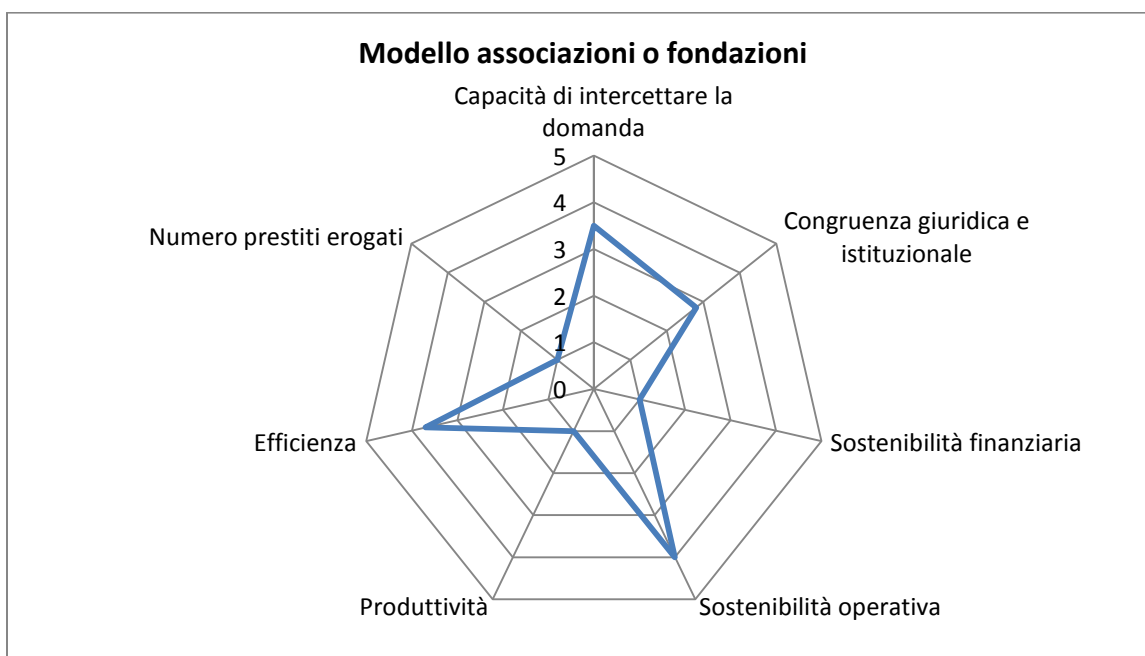 Modello associazioni o fondazioni
Capacità di intercettare la
domanda
5
4
3
2
1
0
Congruenza giuridica e
istituzionale
Sostenibilità finanziaria
Sostenibilità operativa
Produttività
Efficienza
Numero prestiti erogati